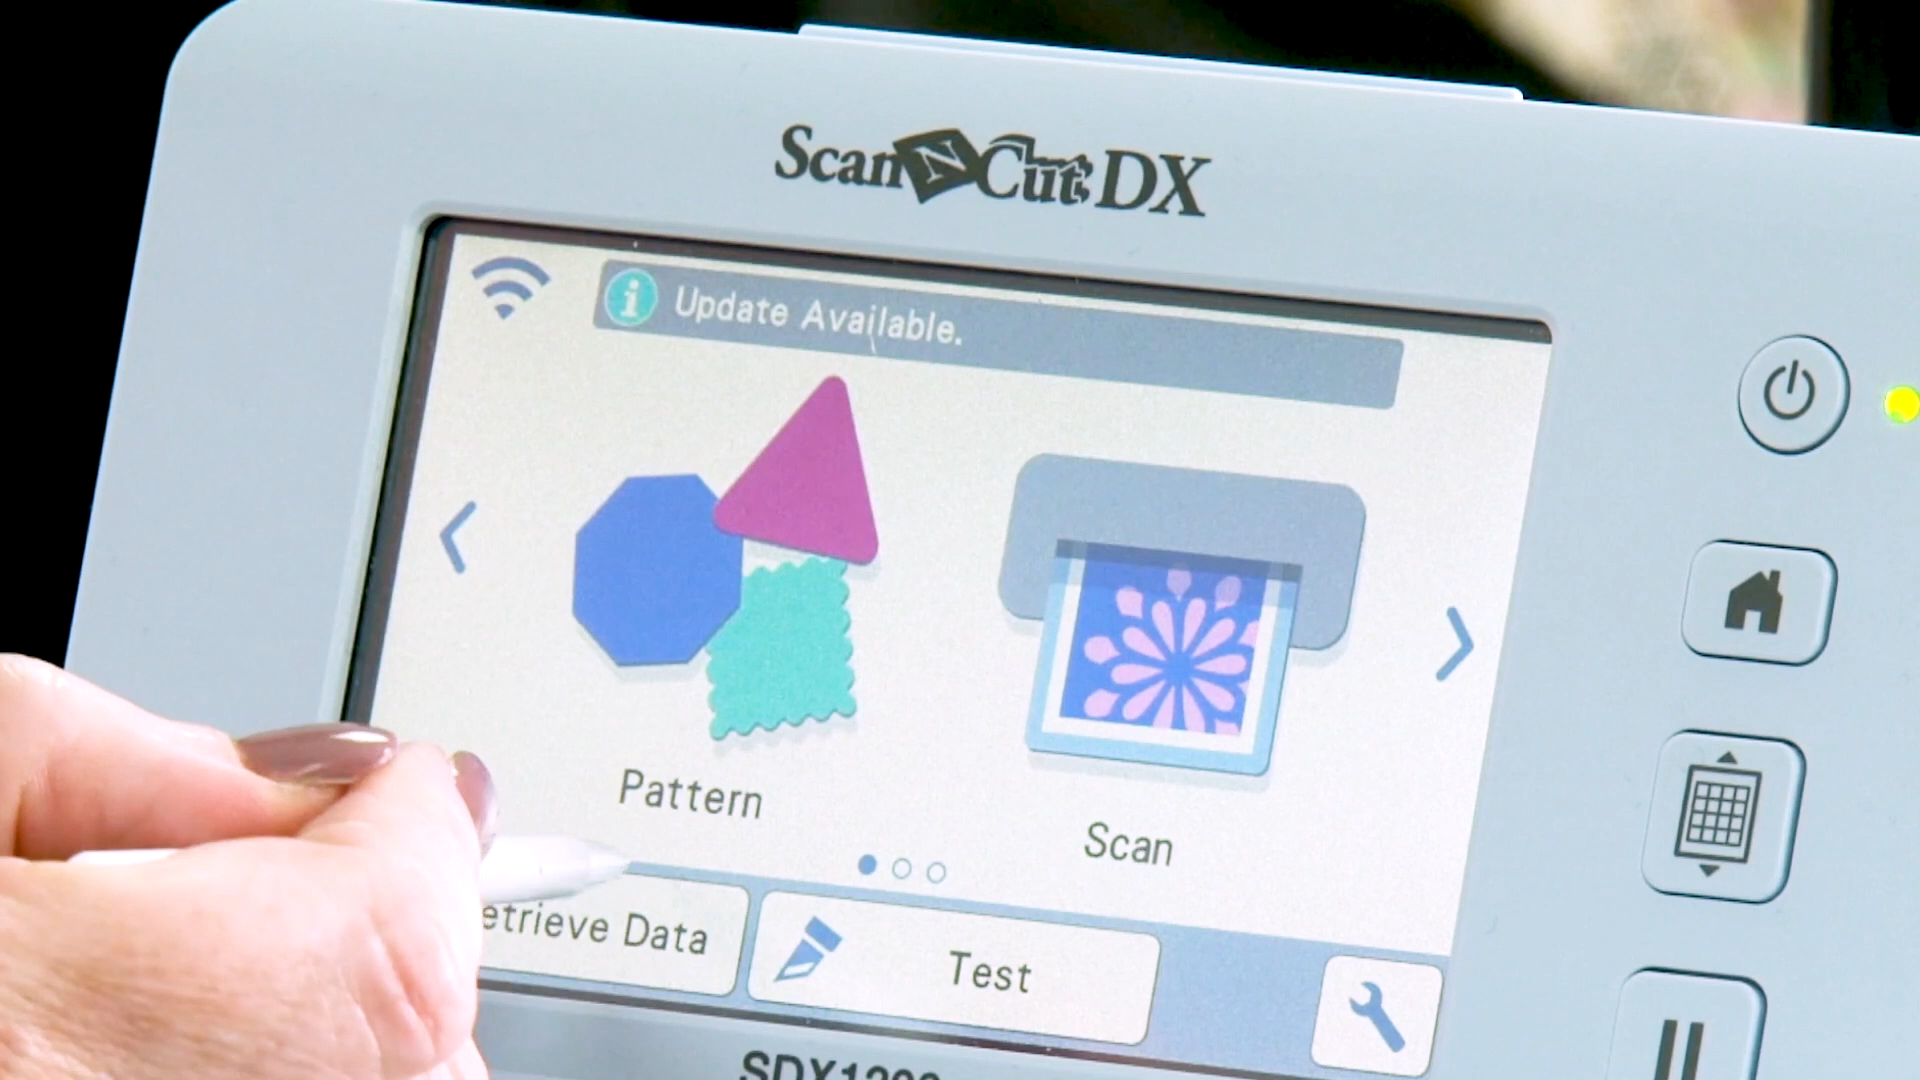 ScanNCut DX
Update Available.
Pattern
Scan
etrieve Data
Test